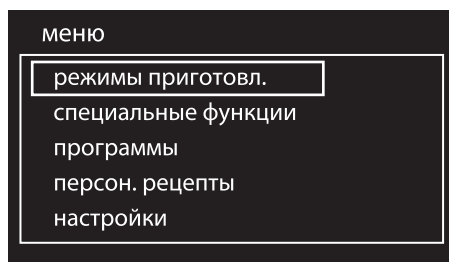 меню
режимы приготовл.
специальные функции
программы
персон. рецепты
настройки